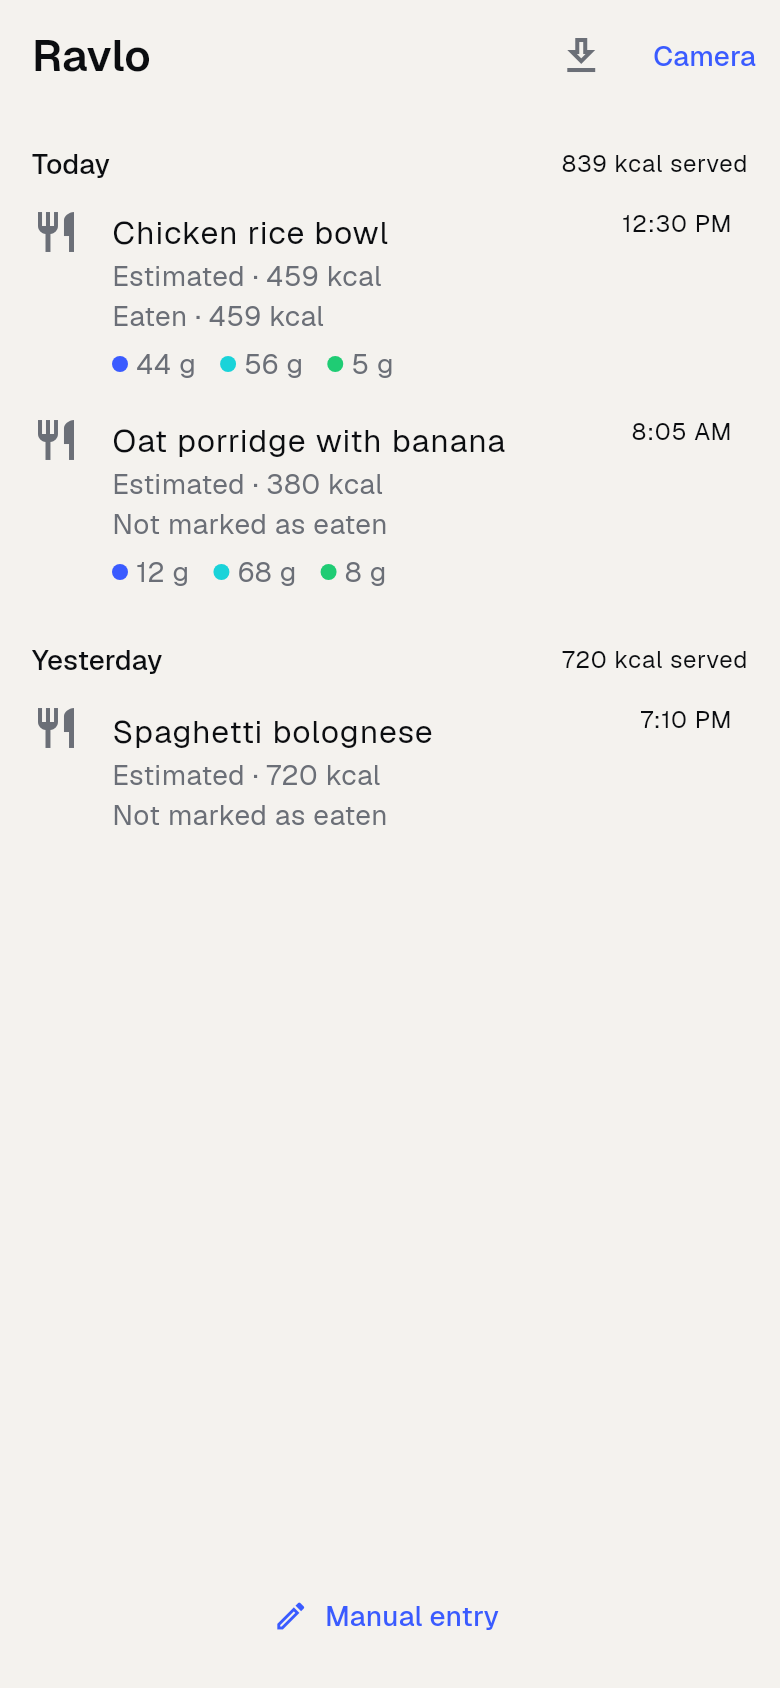 Ravlo
Camera
Today
839 kcal served
Chicken rice bowl
12:30 PM
Estimated · 459 kcal
Eaten · 459 kcal
44 g 56 g 5 g
Oat porridge with banana
8:05 AM
Estimated · 380 kcal
Not marked as eaten
12 g 68 g 8 g
Yesterday
720 kcal served
Spaghetti bolognese
7:10 PM
Estimated · 720 kcal
Not marked as eaten
Manual entry